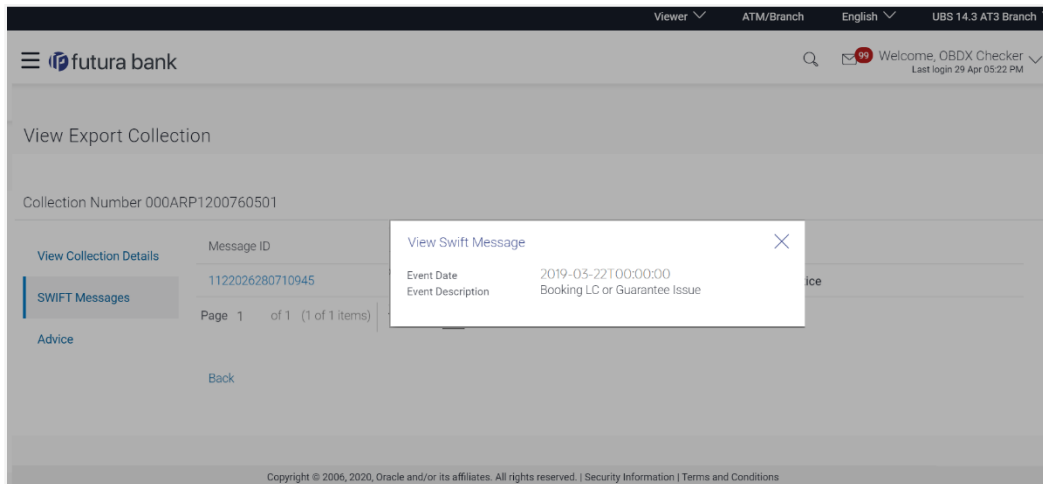 Viewer ATM/Branch English UBS 14.3 AT3 Branch
futura bank
99 Welcome, OBDX Checker
Last login 29 Apr 05:22 PM
View Export Collection
Collection Number 000ARP1200760501
View Collection Details
SWIFT Messages
Advice
Message ID
1122026280710945
Page 1 of 1 (1 of 1 items)
Back
View Swift Message
Event Date 2019-03-22T00:00:00
Event Description Booking LC or Guarantee Issue
Copyright © 2006, 2020, Oracle and/or its affiliates. All rights reserved. | Security Information | Terms and Conditions